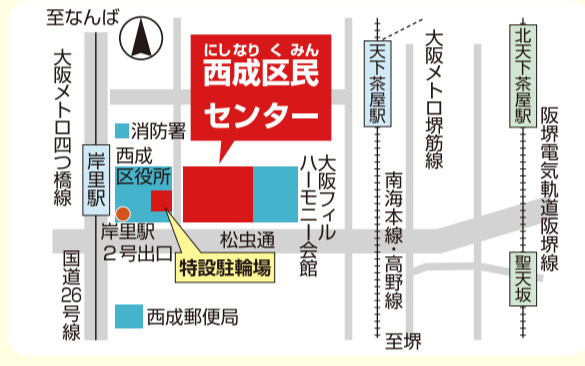 至なんば
大阪メトロ四つ橋線
岸里駅
国道26号線
消防署
西成
区役所
岸里駅
2号出口
特設駐輪場
西成郵便局
にしなりくみん
西成区民
センター
大阪フィル
ハーモニー会館
松虫通
天下茶屋駅
大阪メトロ堺筋線
南海本線・高野線
至堺
北天下茶屋駅
阪堺電気軌道阪堺線
聖天坂